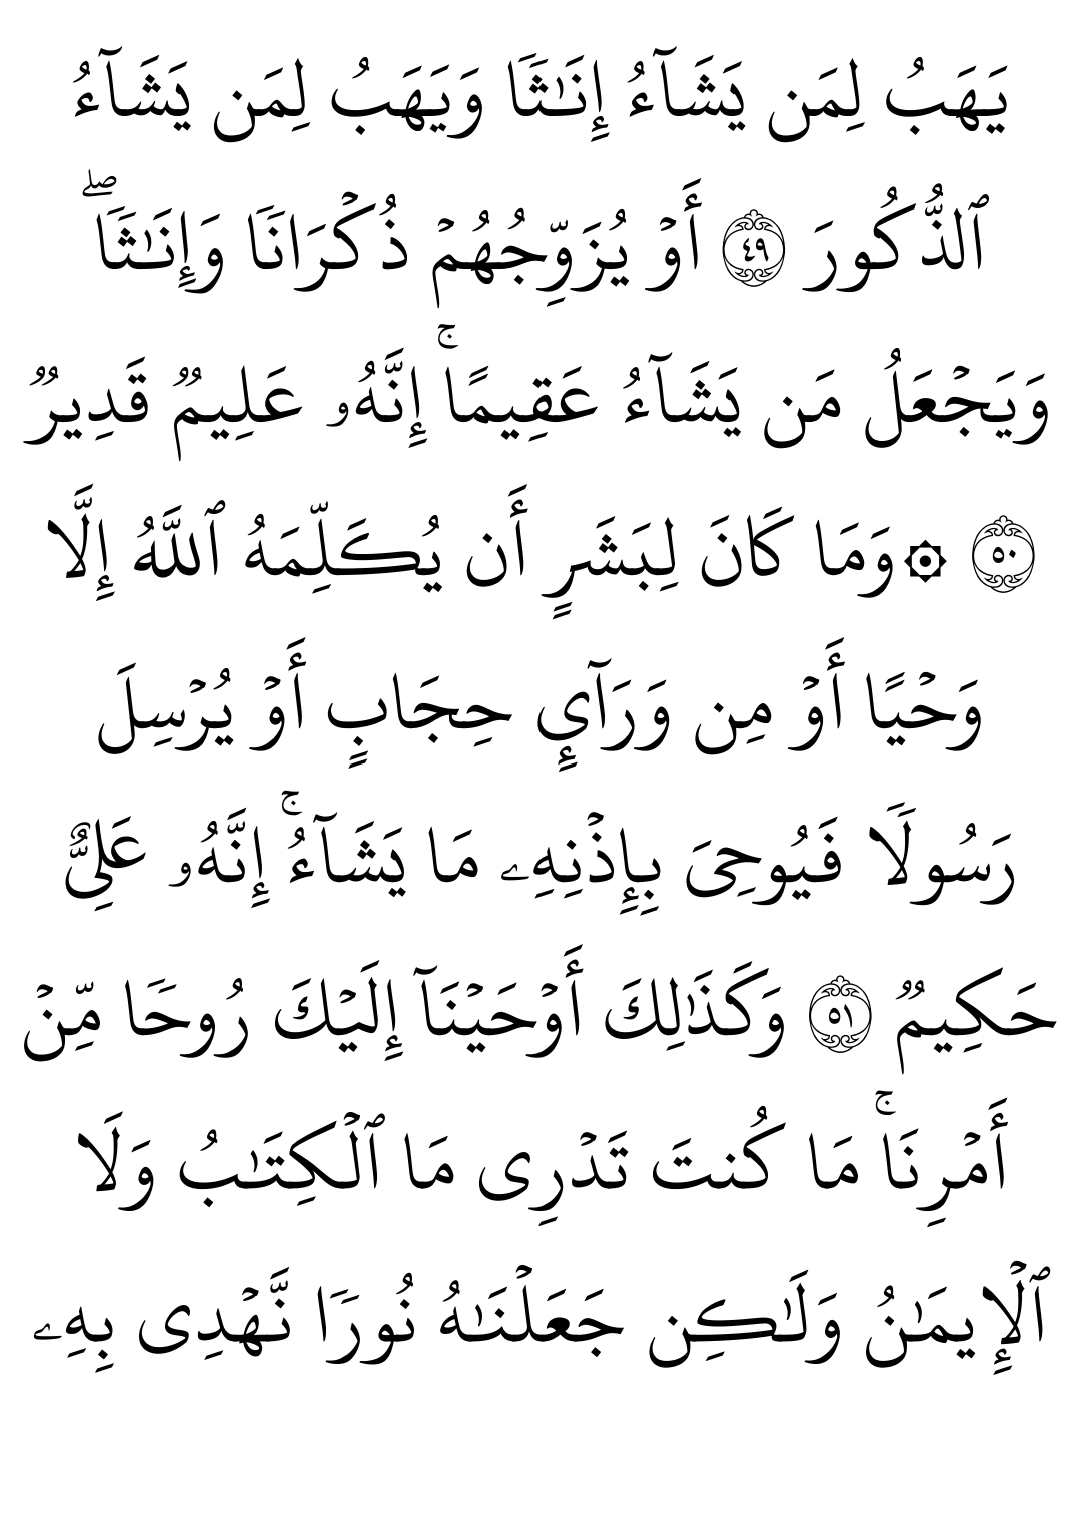 يَهَبُ لِمَن يَشَآءُ إِنَـٰثࣰا وَيَهَبُ لِمَن يَشَآءُ
ٱلذُّكُورَ ٤٩ أَوۡ يُزَوِّجُهُمۡ ذُكۡرَانࣰا وَإِنَـٰثࣰاۖ
وَيَجۡعَلُ مَن يَشَآءُ عَقِيمًاۚ إِنَّهُۥ عَلِيمࣱ قَدِيرࣱ
٥٠ ۞وَمَا كَانَ لِبَشَرٍ أَن يُكَلِّمَهُ ٱللَّهُ إِلَّا
وَحۡيًا أَوۡ مِن وَرَآيِٕ حِجَابٍ أَوۡ يُرۡسِلَ
رَسُولࣰا فَيُوحِىَ بِإِذۡنِهِۦ مَا يَشَآءُۚ إِنَّهُۥ عَلِىٌّ
حَكِيمࣱ ٥١ وَكَذَٰلِكَ أَوۡحَيۡنَآ إِلَيۡكَ رُوحࣰا مِّنۡ
أَمۡرِنَاۚ مَا كُنتَ تَدۡرِى مَا ٱلۡكِتَـٰبُ وَلَا
ٱلۡإِيمَـٰنُ وَلَـٰكِن جَعَلۡنَـٰهُ نُورࣰا نَّهۡدِى بِهِۦ